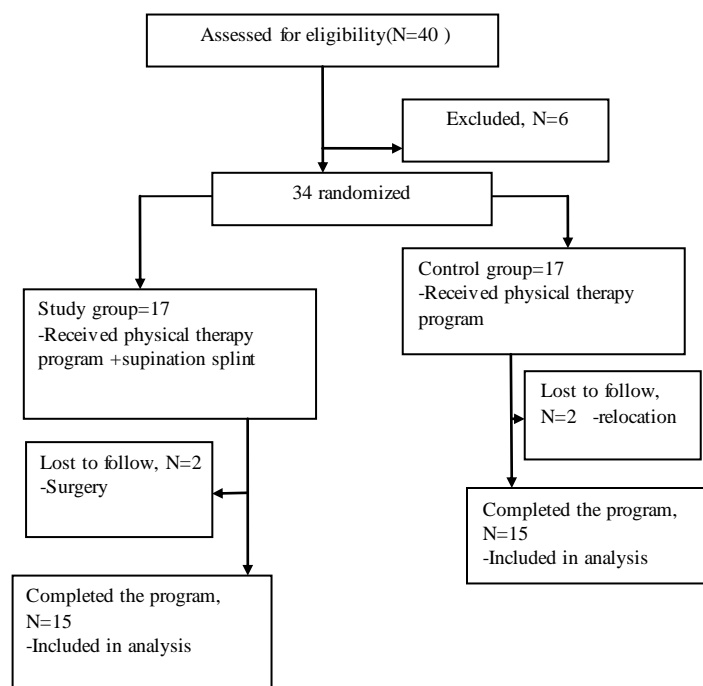 Assessed for eligibility(N=40 )
Excluded, N=6
34 randomized
Study group=17
-Received physical therapy
program +supination splint
Control group=17
-Received physical therapy
program
Lost to follow, N=2
-Surgery
Lost to follow,
N=2 -relocation
Completed the program,
N=15
-Included in analysis
Completed the program,
N=15
-Included in analysis